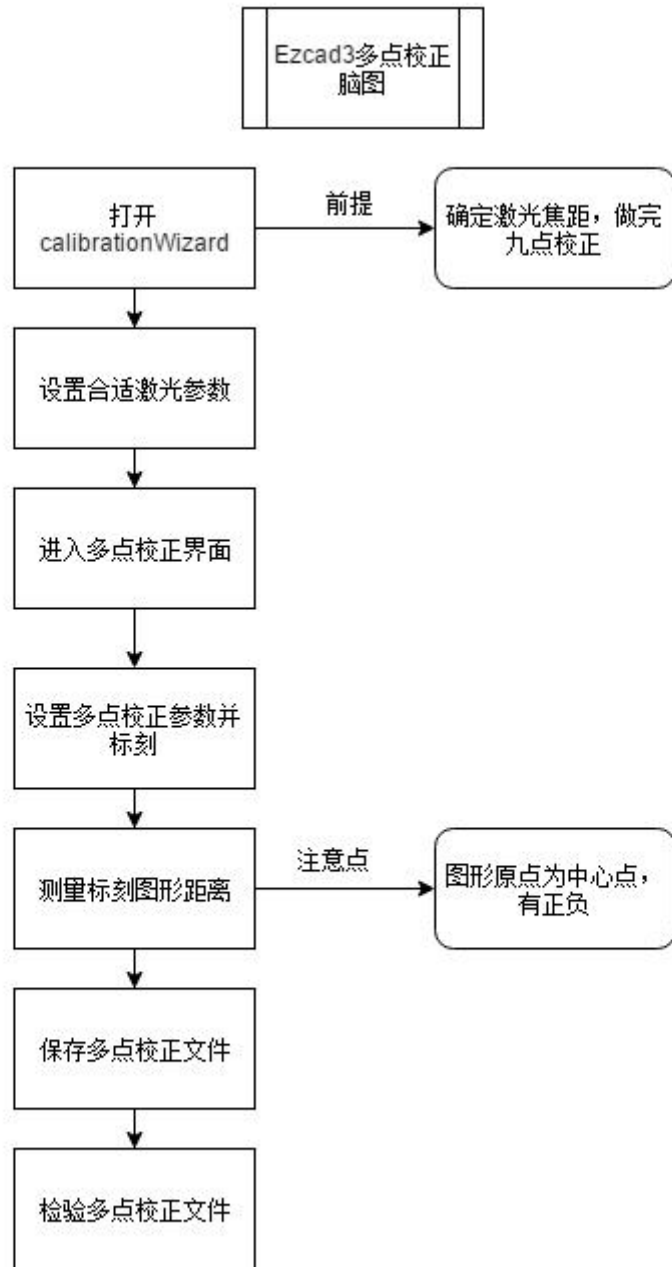 Ezcad3多点校正
脑图
打开
calibrationWizard
前提
确定激光焦距，做完
九点校正
设置合适激光参数
进入多点校正界面
设置多点校正参数并
标刻
测量标刻图形距离
注意点
图形原点为中心点，
有正负
保存多点校正文件
检验多点校正文件